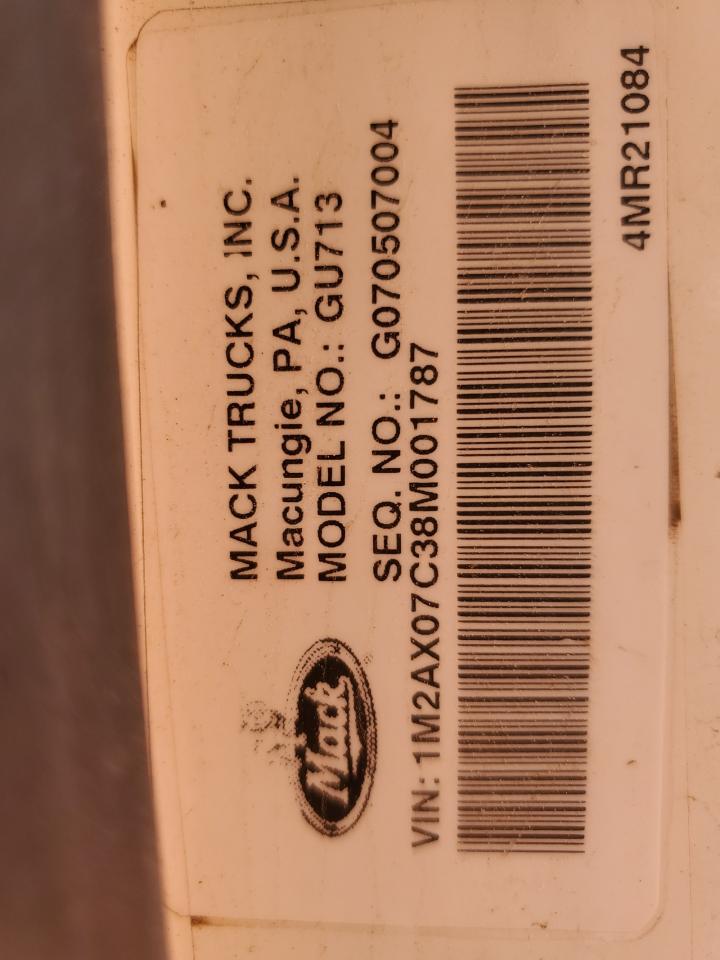 MACK TRUCKS, INC.
Macungie, PA, U.S.A.
MODEL NO.: GU713
Mack
SEQ. NO.: G070507004
VIN: 1M2AX07C38M001787
4MR21084